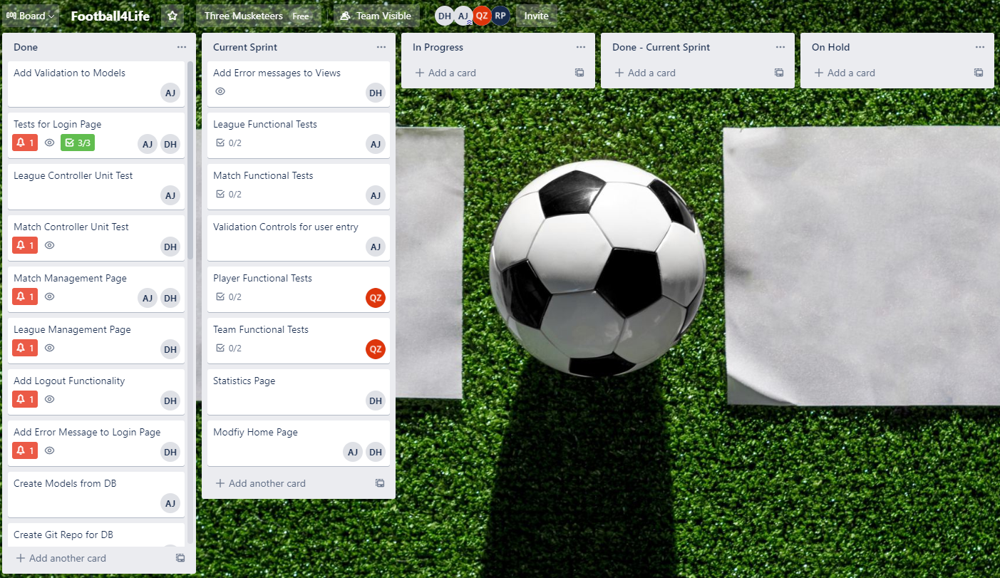 Board Football4Life Three Musketeers Free Team Visible DH AJ QZ RP Invite
Done
Add Validation to Models
AJ
Tests for Login Page
1 3/3 AJ DH
League Controller Unit Test
AJ
Match Controller Unit Test
1 DH
Match Management Page
1 AJ DH
League Management Page
1 DH
Add Logout Functionality
1 DH
Add Error Message to Login Page
1 DH
Create Models from DB
AJ
Create Git Repo for DB
Add another card
Current Sprint
Add Error messages to Views
DH
League Functional Tests
0/2 AJ
Match Functional Tests
0/2 AJ
Validation Controls for user entry
AJ
Player Functional Tests
0/2 QZ
Team Functional Tests
0/2 QZ
Statistics Page
DH
Modfiy Home Page
AJ DH
Add another card
In Progress
Add a card
Done - Current Sprint
Add a card
On Hold
Add a card